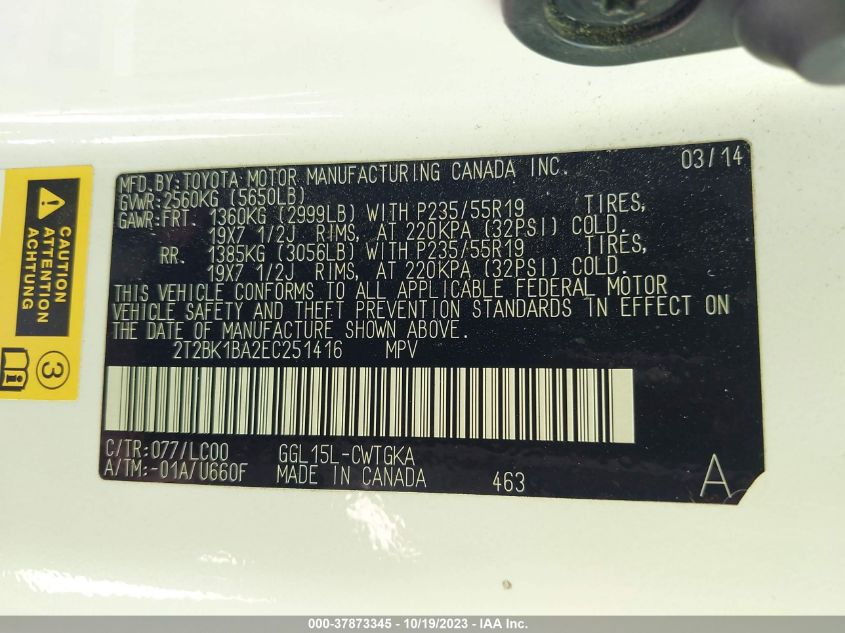 MFD.BY:TOYOTA MOTOR MANUFACTURING CANADA INC. 03/14
GVWR:2560KG (5650LB)
GAWR:FRT. 1360KG (2999LB) WITH P235/55R19 TIRES,
19X7 1/2J RIMS, AT 220KPA (32PSI) COLD.
RR. 1385KG (3056LB) WITH P235/55R19 TIRES,
19X7 1/2J RIMS, AT 220KPA (32PSI) COLD.
THIS VEHICLE CONFORMS TO ALL APPLICABLE FEDERAL MOTOR
VEHICLE SAFETY AND THEFT PREVENTION STANDARDS IN EFFECT ON
THE DATE OF MANUFACTURE SHOWN ABOVE.
2T2BK1BA2EC251416 MPV
C/TR:077/LC00 GGL15L-CWTGKA
A/TM:-01A/U660F MADE IN CANADA 463 A
CAUTION
ATTENTION
ACHTUNG
3
000-37873345 - 10/19/2023 - IAA Inc.